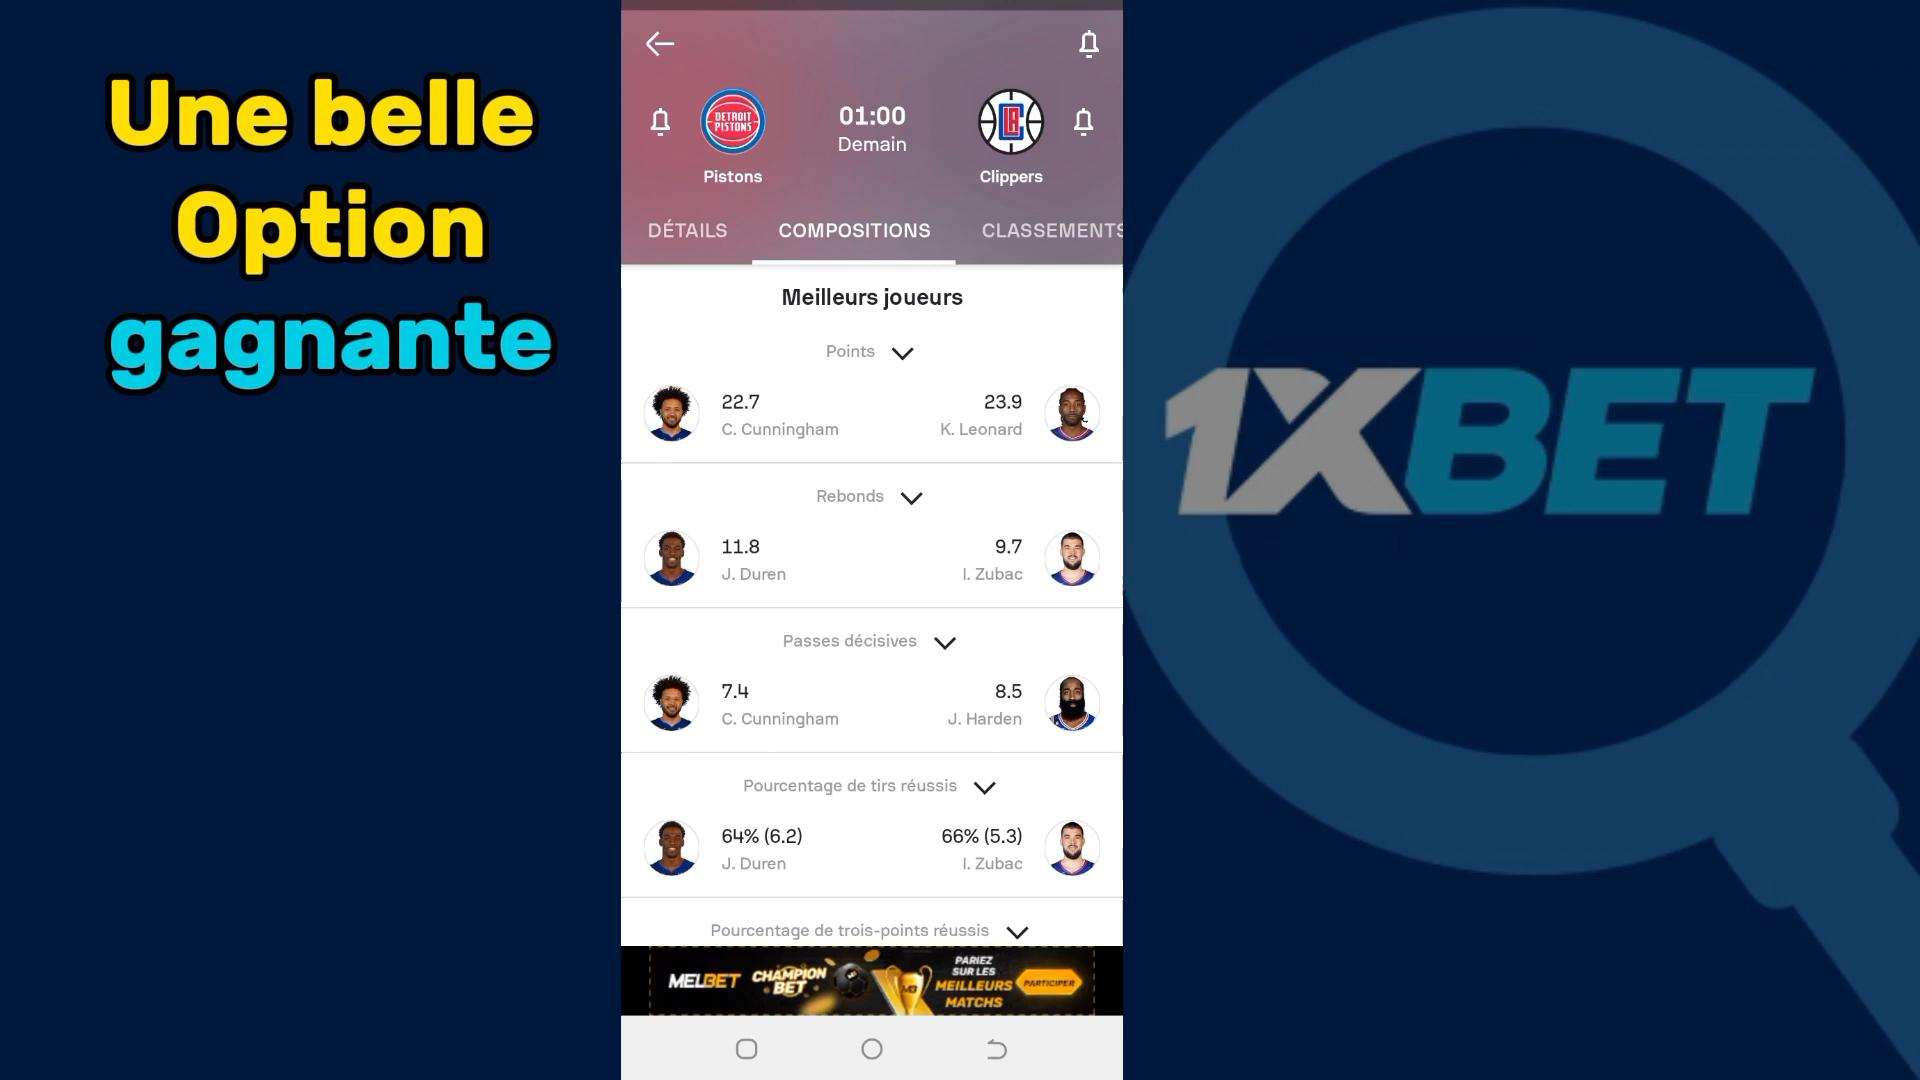 Une belle
Option
gagnante
DETROIT
PISTONS
01:00
Demain
Pistons
Clippers
DÉTAILS
COMPOSITIONS
CLASSEMENTS
Meilleurs joueurs
Points
22.7
23.9
C. Cunningham
K. Leonard
Rebonds
11.8
9.7
J. Duren
I. Zubac
Passes décisives
7.4
8.5
C. Cunningham
J. Harden
Pourcentage de tirs réussis
64% (6.2)
66% (5.3)
J. Duren
I. Zubac
Pourcentage de trois-points réussis
MELBET
CHAMPION
BET
PARIEZ
SUR LES
MEILLEURS
MATCHS
PARTICIPER
1XBET